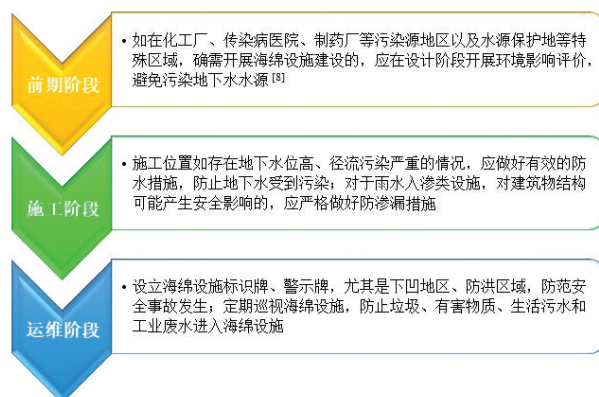 前期阶段
• 如在化工厂、传染病医院、制药厂等污染源地区以及水源保护地等特
殊区域，确需开展海绵设施建设的，应在设计阶段开展环境影响评价，
避免污染地下水水源[8]
施工阶段
• 施工位置如存在地下水位高、径流污染严重的情况，应做好有效的防
水措施，防止地下水受到污染；对于雨水入渗类设施，对建筑物结构
可能产生安全影响的，应严格做好防渗漏措施
运维阶段
• 设立海绵设施标识牌、警示牌，尤其是下凹地区、防洪区域，防范安
全事故发生；定期巡视海绵设施，防止垃圾、有害物质、生活污水和
工业废水进入海绵设施